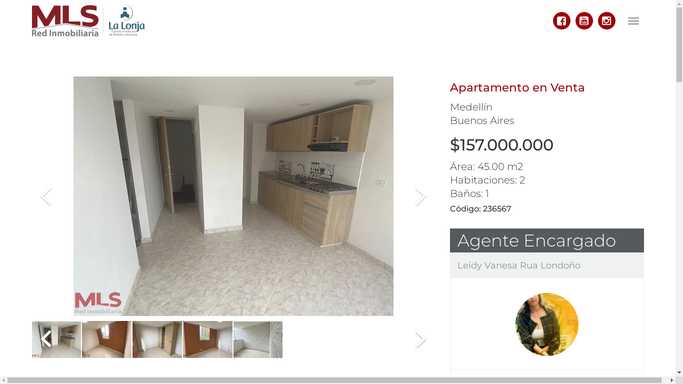 MLS
Red Inmobiliaria
La Lonja
Apartamento en Venta
Medellín
Buenos Aires
$157.000.000
Área: 45.00 m2
Habitaciones: 2
Baños: 1
Código: 236567
Agente Encargado
Leidy Vanesa Rua Londoño
MLS
Red Inmobiliaria